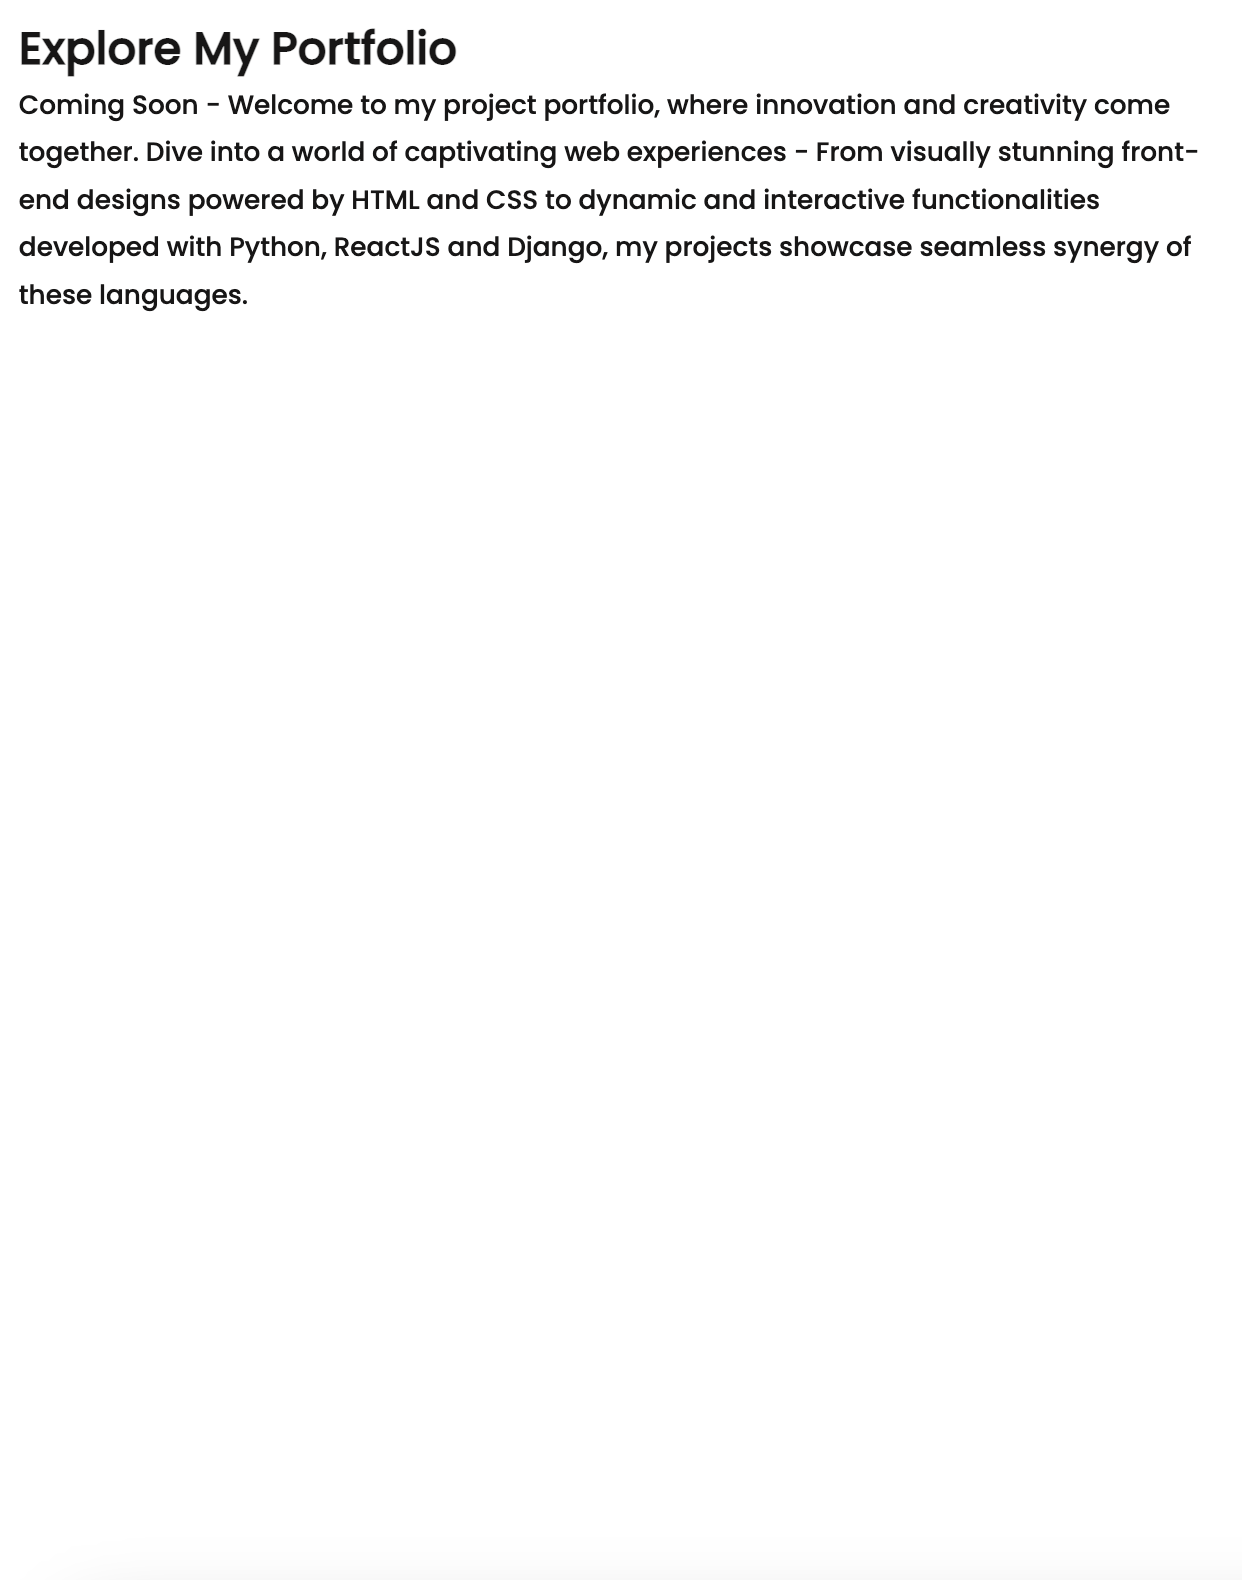 Explore My Portfolio
Coming Soon - Welcome to my project portfolio, where innovation and creativity come
together. Dive into a world of captivating web experiences - From visually stunning front-
end designs powered by HTML and CSS to dynamic and interactive functionalities
developed with Python, ReactJS and Django, my projects showcase seamless synergy of
these languages.